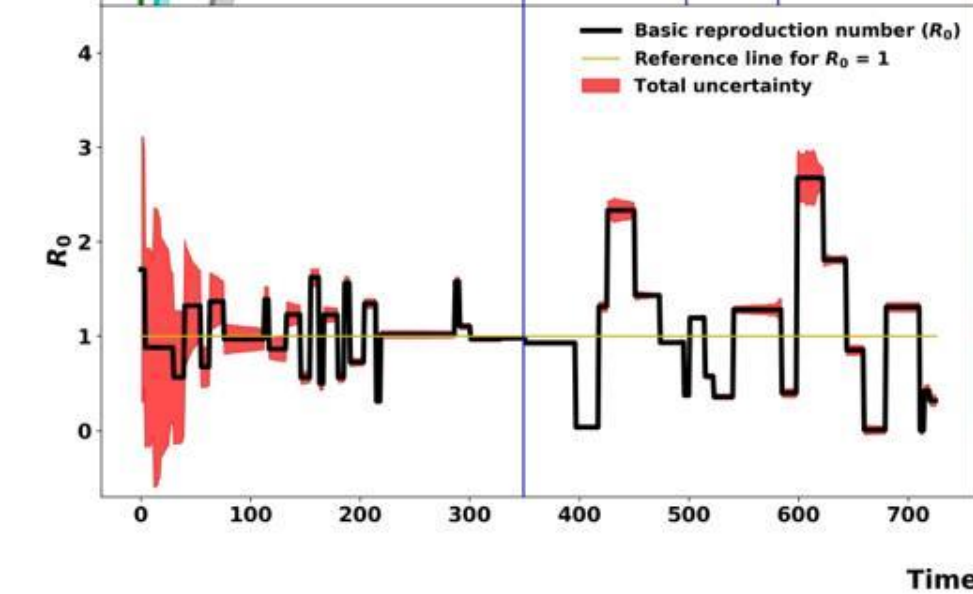 4
Basic reproduction number (R₀)
Reference line for R₀ = 1
Total uncertainty
3
2
R₀
1
0
0 100 200 300 400 500 600 700
Time